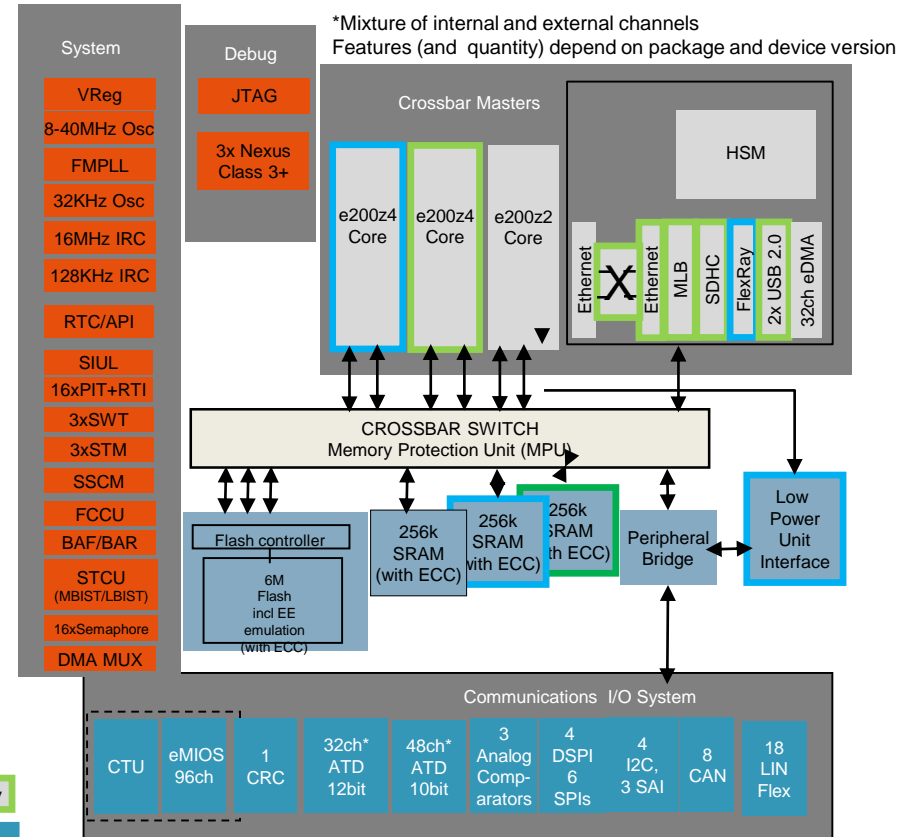 *Mixture of internal and external channels
Features (and quantity) depend on package and device version
System
VReg
8-40MHz Osc
FMPLL
32KHz Osc
16MHz IRC
128KHz IRC
RTC/API
SIUL
16xPIT+RTI
3xSWT
3xSTM
SSCM
FCCU
BAF/BAR
STCU
(MBIST/LBIST)
16xSemaphore
DMA MUX
Debug
JTAG
3x Nexus
Class 3+
Crossbar Masters
e200z4
Core
e200z4
Core
e200z2
Core
HSM
Ethernet
X
Ethernet
MLB
SDHC
FlexRay
2x USB 2.0
32ch eDMA
CROSSBAR SWITCH
Memory Protection Unit (MPU)
Flash controller
6M
Flash
incl EE
emulation
(with ECC)
256k
SRAM
(with ECC)
256k
SRAM
with ECC)
256k
SRAM
th ECC)
Peripheral
Bridge
Low
Power
Unit
Interface
Communications I/O System
CTU
eMIOS
96ch
1
CRC
32ch*
ATD
12bit
48ch*
ATD
10bit
3
Analog
Comp-
arators
4
DSPI
6
SPIs
4
I2C,
3 SAI
8
CAN
18
LIN
Flex